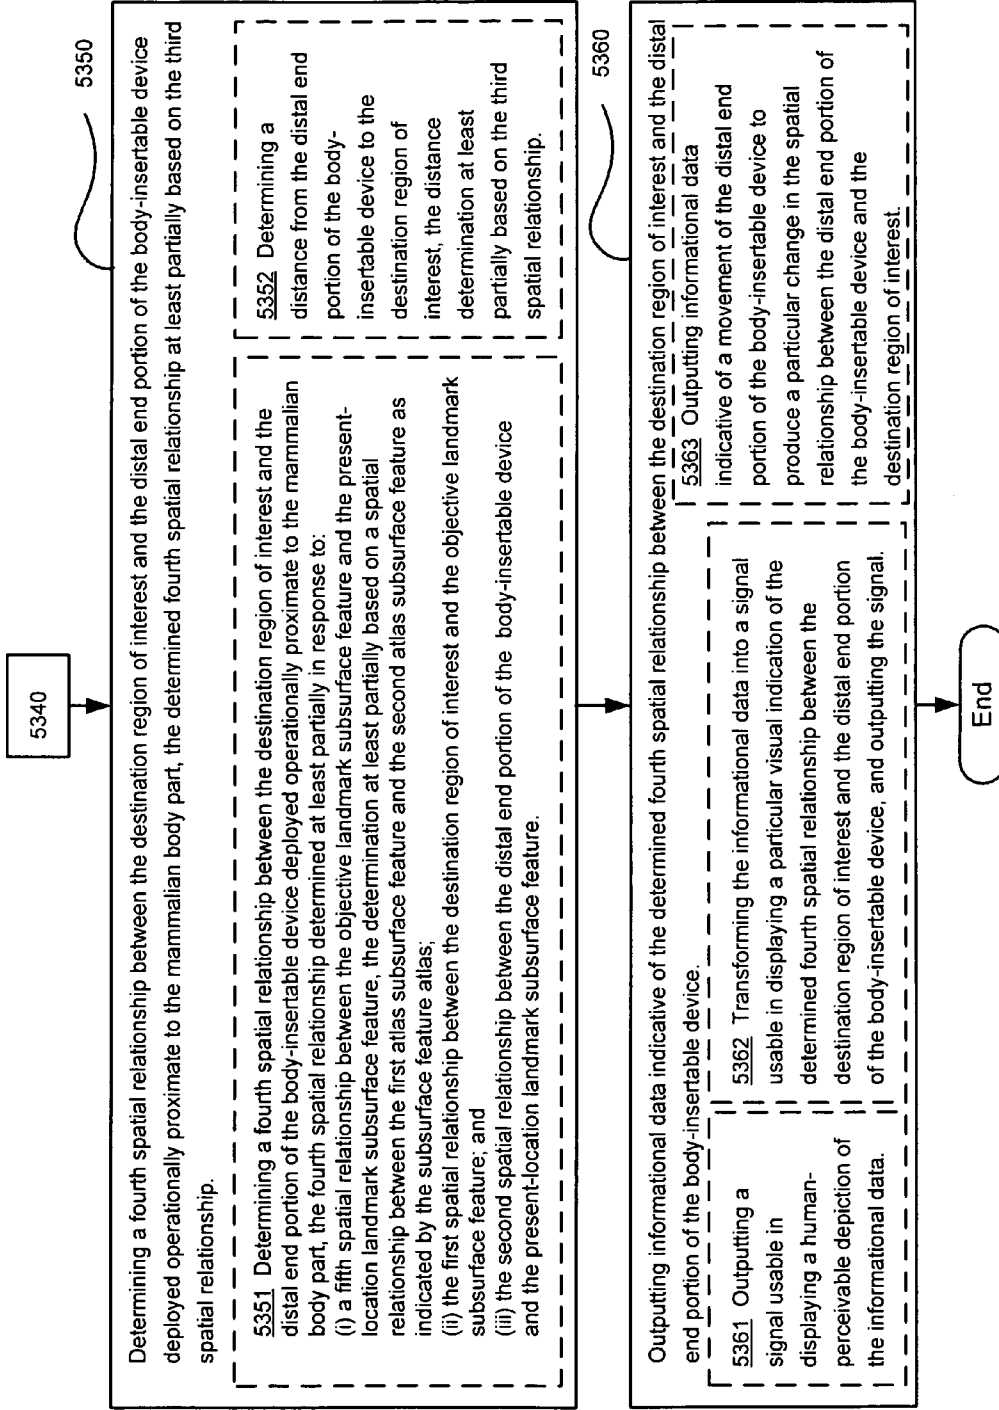 5340
5350
Determining a fourth spatial relationship between the destination region of interest and the distal end portion of the body-insertable device
deployed operationally proximate to the mammalian body part, the determined fourth spatial relationship at least partially based on the third
spatial relationship.
5351 Determining a fourth spatial relationship between the destination region of interest and the
distal end portion of the body-insertable device deployed operationally proximate to the mammalian
body part, the fourth spatial relationship determined at least partially in response to:
(i) a fifth spatial relationship between the objective landmark subsurface feature and the present-
location landmark subsurface feature, the determination at least partially based on a spatial
relationship between the first atlas subsurface feature and the second atlas subsurface feature as
indicated by the subsurface feature atlas;
(ii) the first spatial relationship between the destination region of interest and the objective landmark
subsurface feature; and
(iii) the second spatial relationship between the distal end portion of the body-insertable device
and the present-location landmark subsurface feature.
5352 Determining a
distance from the distal end
portion of the body-
insertable device to the
destination region of
interest, the distance
determination at least
partially based on the third
spatial relationship.
5360
Outputting informational data indicative of the determined fourth spatial relationship between the destination region of interest and the distal
end portion of the body-insertable device.
5361 Outputting a
signal usable in
displaying a human-
perceivable depiction of
the informational data.
5362 Transforming the informational data into a signal
usable in displaying a particular visual indication of the
determined fourth spatial relationship between the
destination region of interest and the distal end portion
of the body-insertable device, and outputting the signal.
5363 Outputting informational data
indicative of a movement of the distal end
portion of the body-insertable device to
produce a particular change in the spatial
relationship between the distal end portion of
the body-insertable device and the
destination region of interest.
End